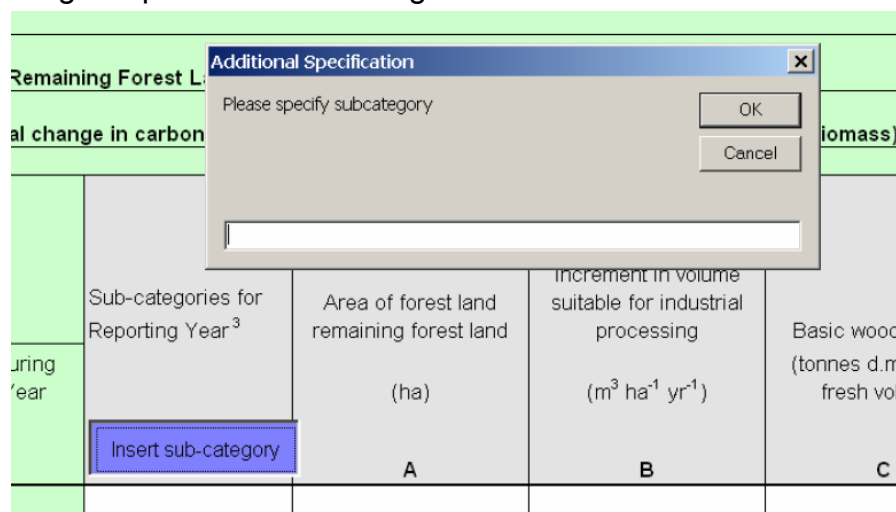 Remaining Forest L
al change in carbon
iomass)
Additional Specification
Please specify subcategory
OK
Cancel
uring
ear
Sub-categories for
Reporting Year³
Insert sub-category
Area of forest land
remaining forest land
(ha)
A
Increment in volume
suitable for industrial
processing
(m³ ha⁻¹ yr⁻¹)
B
Basic wood
(tonnes d.m
fresh vol
C